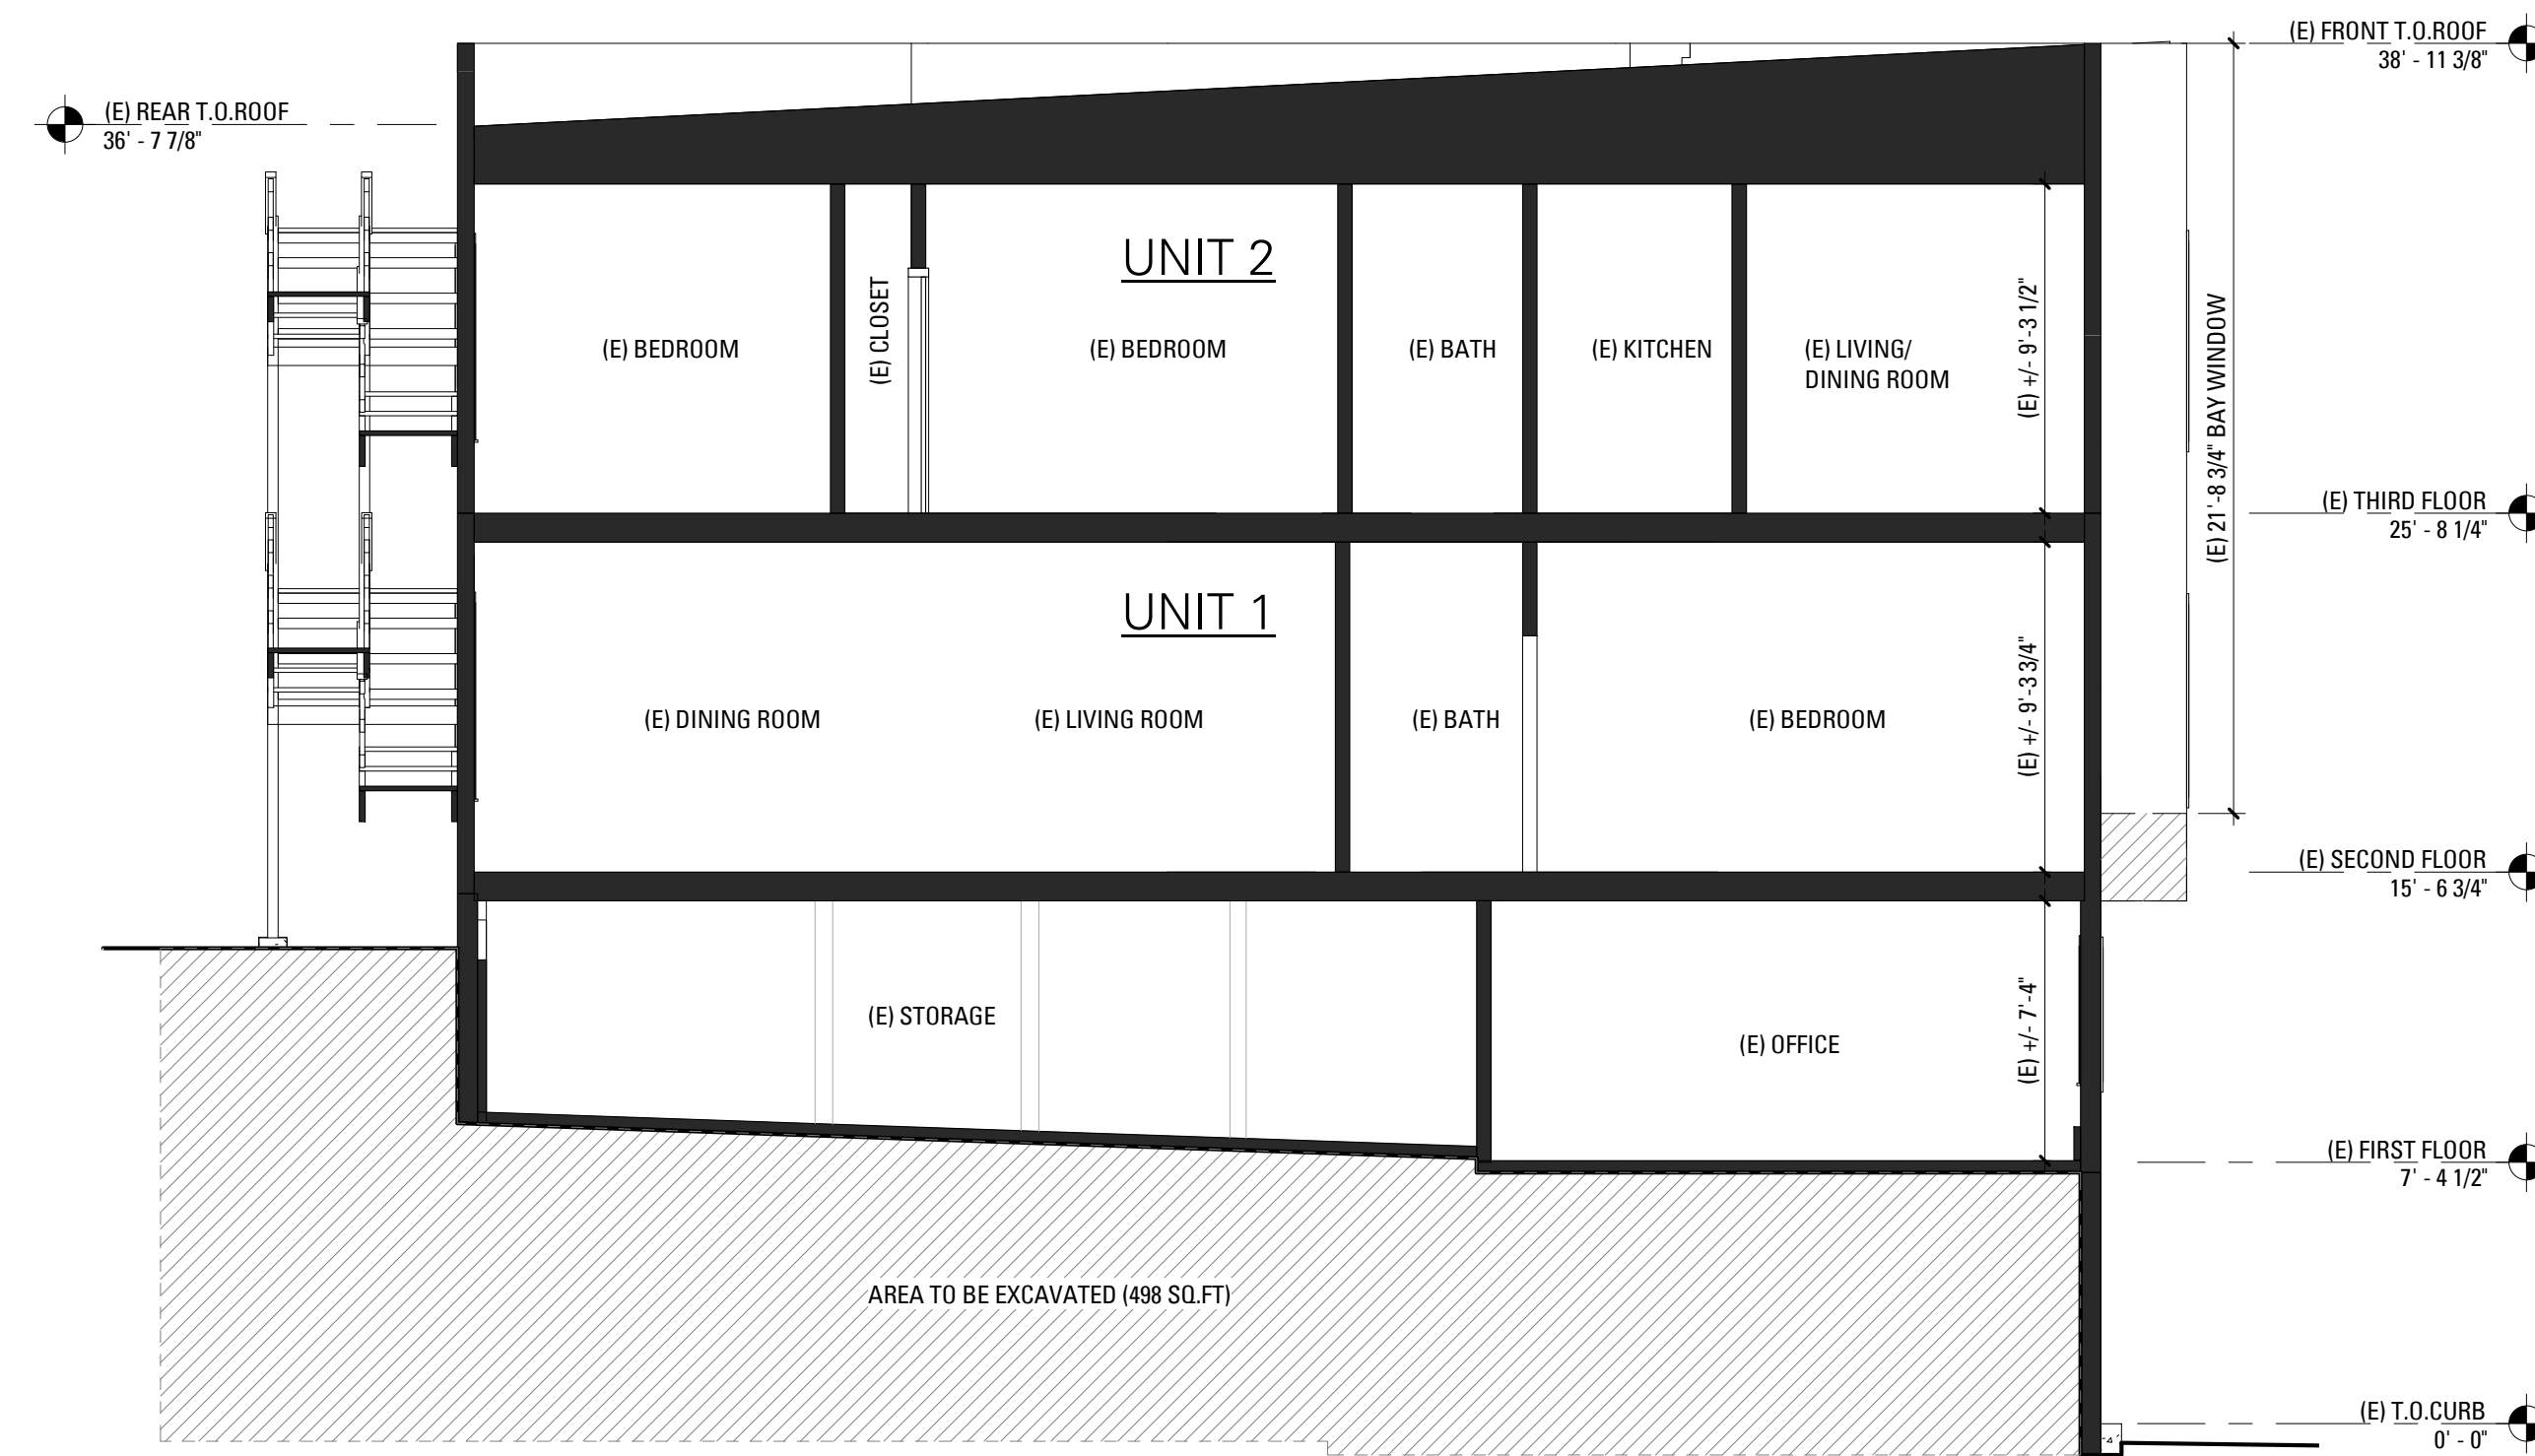 (E) FRONT T.O.ROOF
38' - 11 3/8"
(E) REAR T.O.ROOF
36' - 7 7/8"
UNIT 2
(E) BEDROOM
(E) CLOSET
(E) BEDROOM
(E) BATH
(E) KITCHEN
(E) LIVING/
DINING ROOM
(E) +/- 9'-3 1/2"
(E) 21'-8 3/4" BAY WINDOW
(E) THIRD FLOOR
25' - 8 1/4"
UNIT 1
(E) DINING ROOM
(E) LIVING ROOM
(E) BATH
(E) BEDROOM
(E) +/- 9'-3 3/4"
(E) SECOND FLOOR
15' - 6 3/4"
(E) STORAGE
(E) OFFICE
(E) +/- 7'-4"
(E) FIRST FLOOR
7' - 4 1/2"
AREA TO BE EXCAVATED (498 SQ.FT)
(E) T.O.CURB
0' - 0"